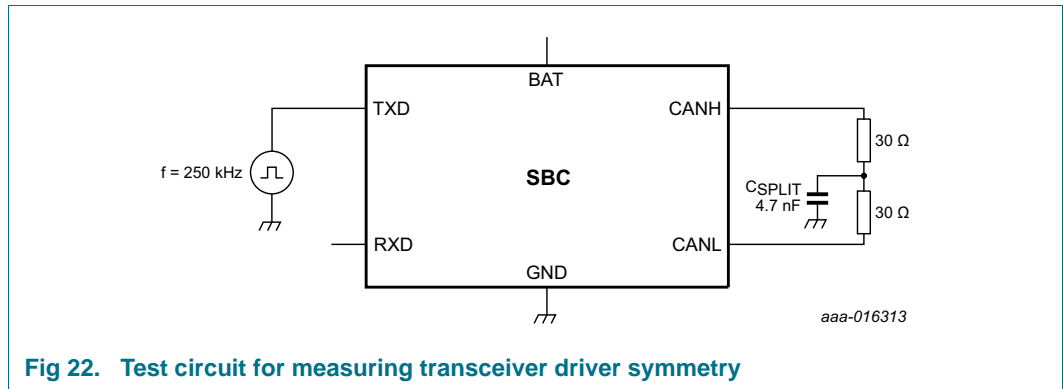 BAT
TXD
CANH
30 Ω
f = 250 kHz
SBC
CSPLIT
4.7 nF
30 Ω
RXD
CANL
GND
aaa-016313
Fig 22. Test circuit for measuring transceiver driver symmetry